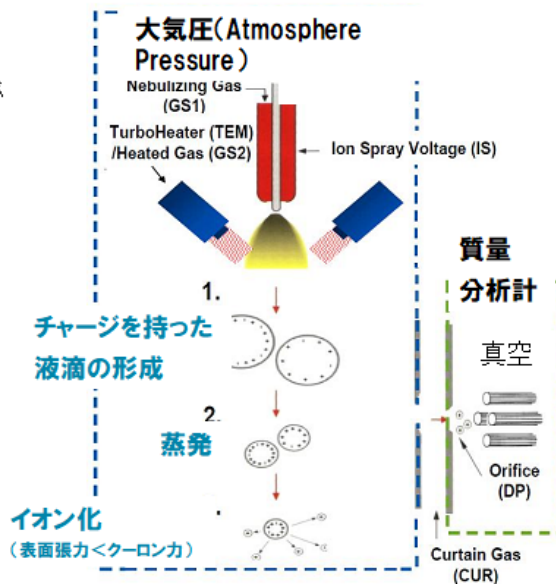 大気圧(Atmosphere
Pressure)
Nebulizing Gas
(GS1)
TurboHeater (TEM)
/Heated Gas (GS2)
Ion Spray Voltage (IS)
質量
分析計
1.
チャージを持った
液滴の形成
真空
2.
蒸発
Orifice
(DP)
イオン化
(表面張力<クーロン力)
Curtain Gas
(CUR)